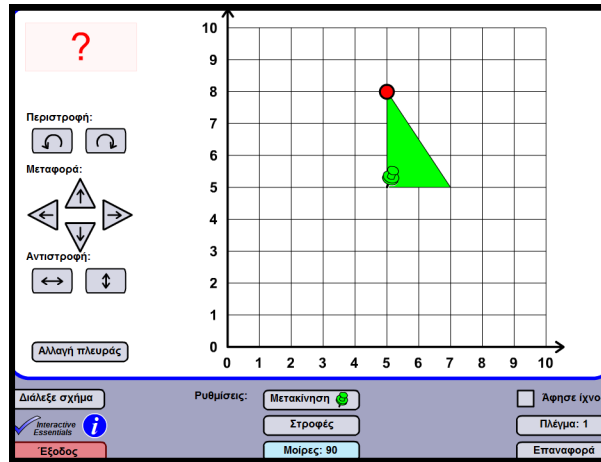 ?
Περιστροφή:
Μεταφορά:
Αντιστροφή:
Αλλαγή πλευράς
10
9
8
7
6
5
4
3
2
1
0
0 1 2 3 4 5 6 7 8 9 10
Διάλεξε σχήμα
Ρυθμίσεις:
Μετακίνηση
Άφησε ίχνο
Interactive
Essentials
i
Στροφές
Πλέγμα: 1
Έξοδος
Μοίρες: 90
Επαναφορά